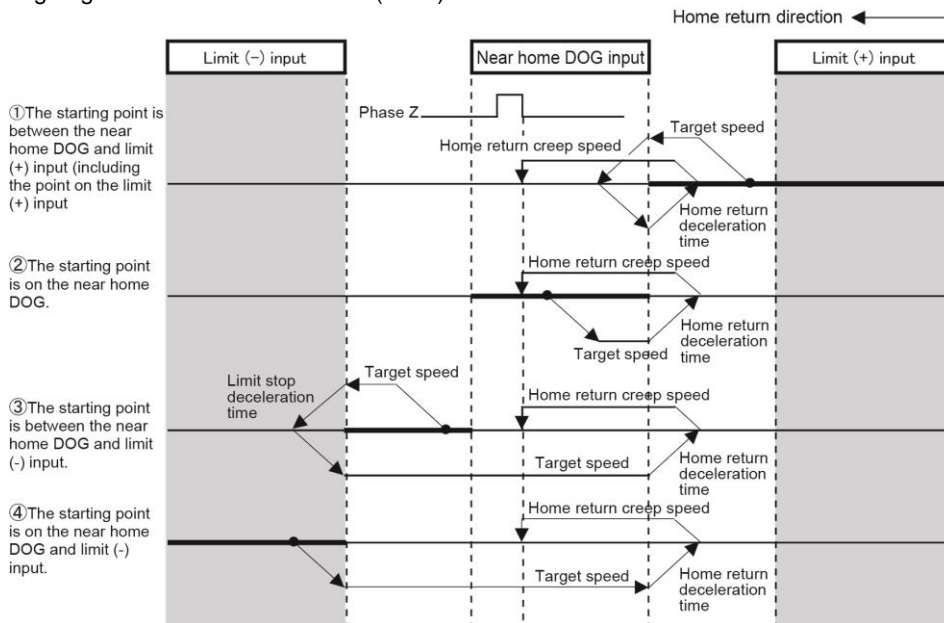 Home return direction
Limit (−) input
Near home DOG input
Limit (+) input
①The starting point is
between the near
home DOG and limit
(+) input (including
the point on the limit
(+) input
Phase Z
Target speed
Home return creep speed
Home return
deceleration
time
②The starting point
is on the near home
DOG.
Home return creep speed
Home return
deceleration
time
Target speed
③The starting point
is between the near
home DOG and limit
(-) input.
Limit stop
deceleration
time
Target speed
Home return creep speed
Target speed
Home return
deceleration
time
④The starting point
is on the near home
DOG and limit (-)
input.
Home return creep speed
Target speed
Home return
deceleration
time